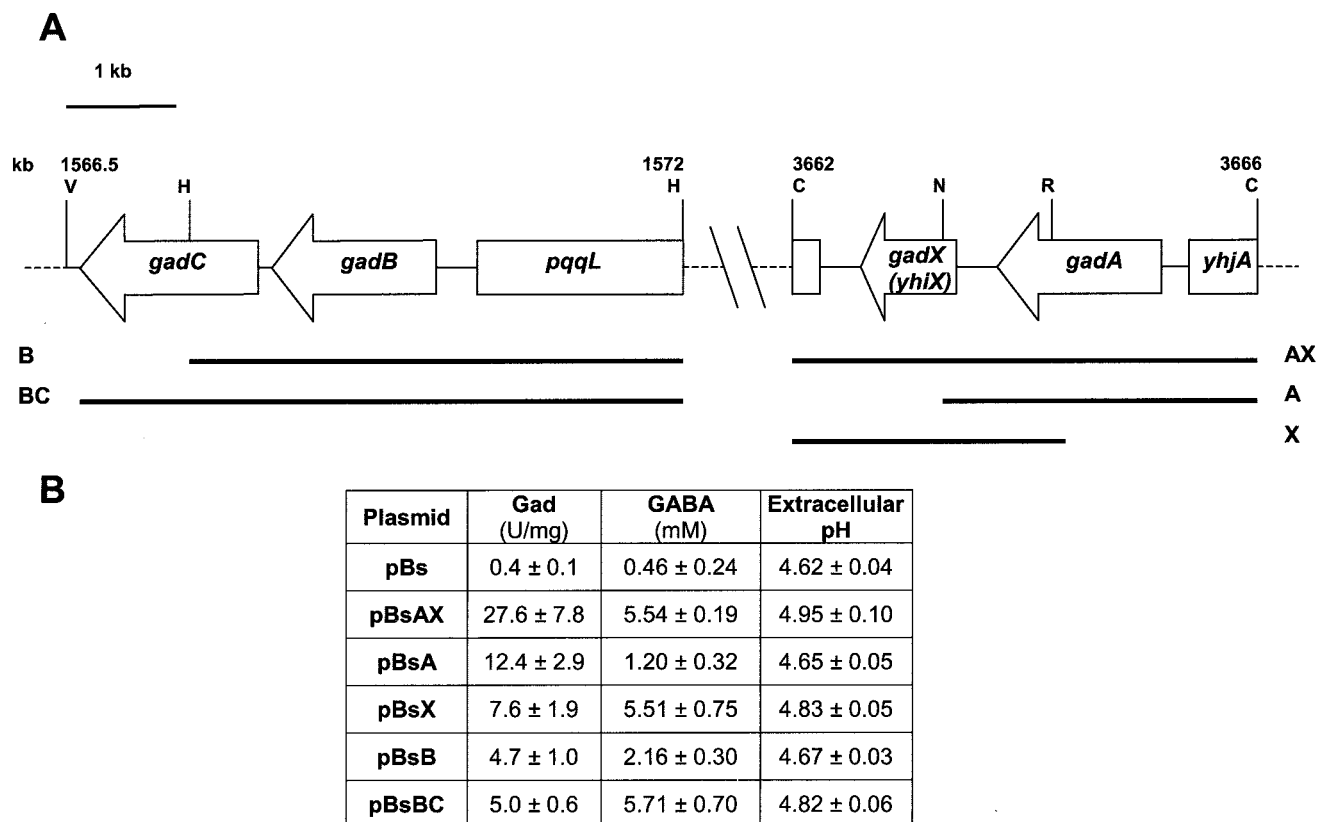 A
1 kb
kb 1566.5 1572 3662 3666
V H H C N R C
gadC gadB pqqL gadX (yhiX) gadA yhjA
B AX
BC A
X
B
Plasmid Gad (U/mg) GABA (mM) Extracellular pH
pBs 0.4 ± 0.1 0.46 ± 0.24 4.62 ± 0.04
pBsAX 27.6 ± 7.8 5.54 ± 0.19 4.95 ± 0.10
pBsA 12.4 ± 2.9 1.20 ± 0.32 4.65 ± 0.05
pBsX 7.6 ± 1.9 5.51 ± 0.75 4.83 ± 0.05
pBsB 4.7 ± 1.0 2.16 ± 0.30 4.67 ± 0.03
pBsBC 5.0 ± 0.6 5.71 ± 0.70 4.82 ± 0.06